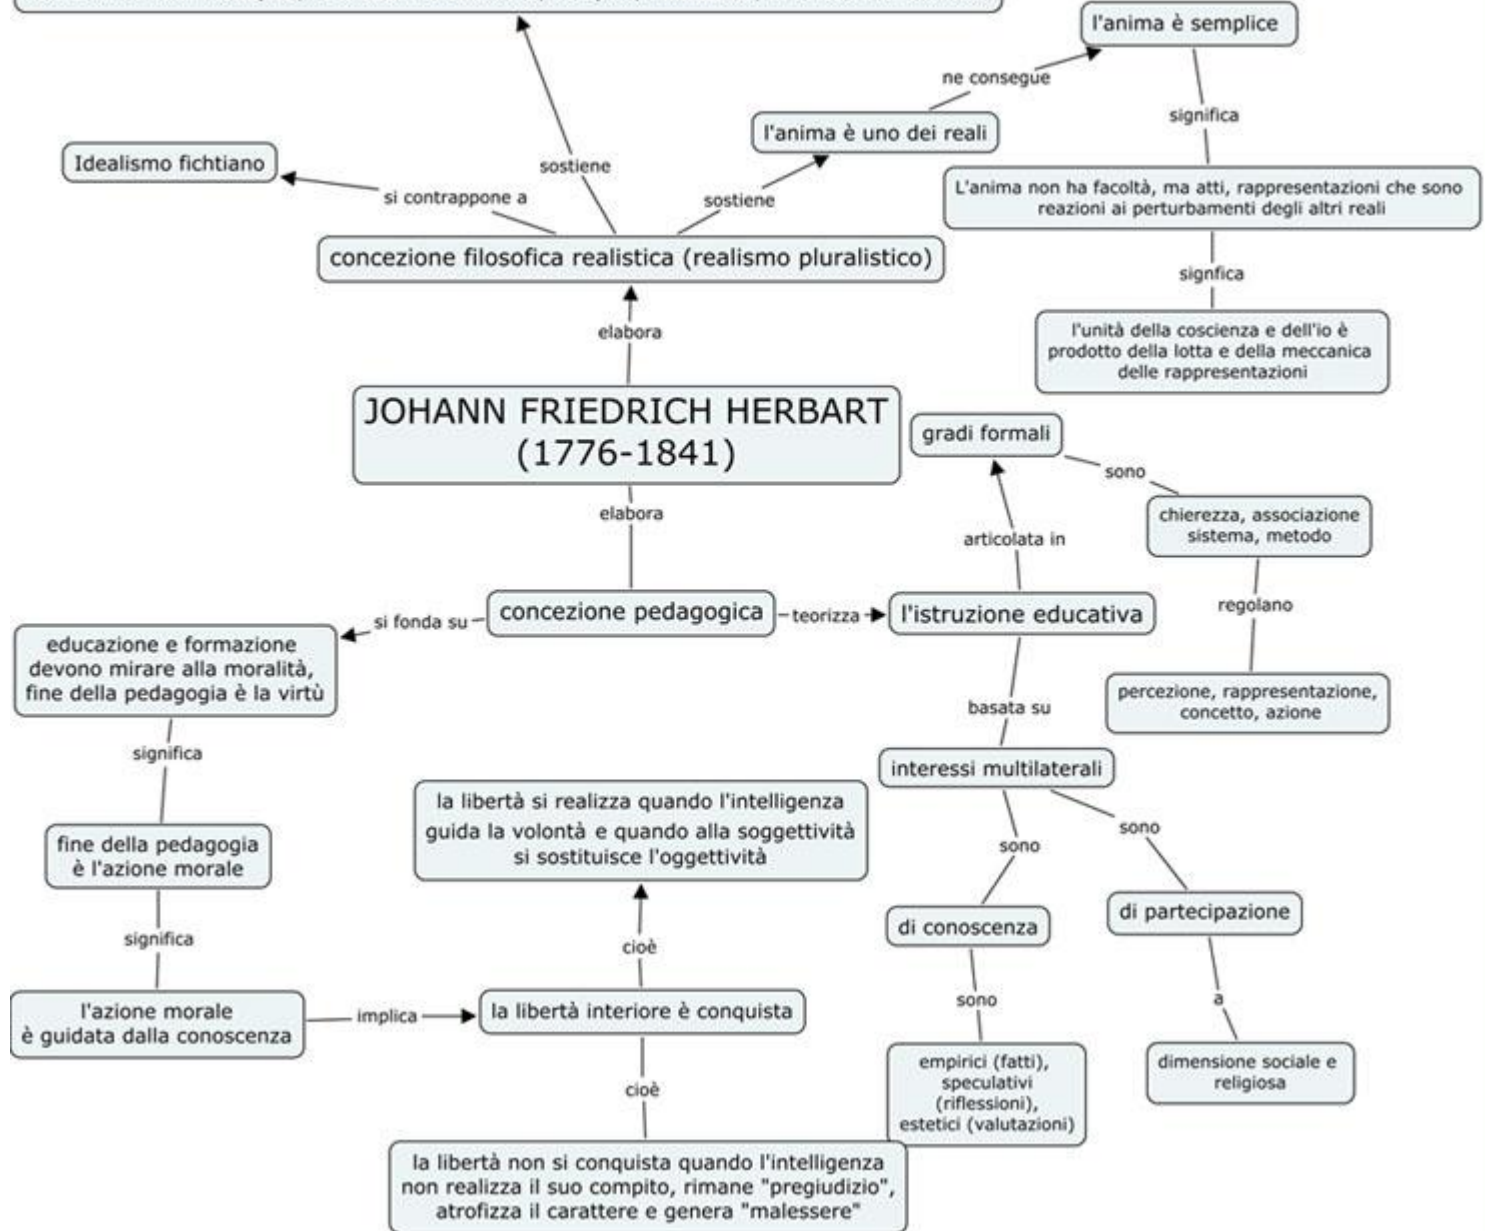 l'anima è semplice
ne consegue
significa
l'anima è uno dei reali
Idealismo fichtiano
sostiene
si contrappone a
sostiene
L'anima non ha facoltà, ma atti, rappresentazioni che sono
reazioni ai perturbamenti degli altri reali
concezione filosofica realistica (realismo pluralistico)
signfica
elabora
l'unità della coscienza e dell'io è
prodotto della lotta e della meccanica
delle rappresentazioni
JOHANN FRIEDRICH HERBART
(1776-1841)
gradi formali
sono
elabora
chierezza, associazione
sistema, metodo
articolata in
regolano
concezione pedagogica
teorizza
l'istruzione educativa
si fonda su
educazione e formazione
devono mirare alla moralità,
fine della pedagogia è la virtù
percezione, rappresentazione,
concetto, azione
basata su
significa
interessi multilaterali
la libertà si realizza quando l'intelligenza
guida la volontà e quando alla soggettività
si sostituisce l'oggettività
sono
sono
fine della pedagogia
è l'azione morale
di conoscenza
di partecipazione
significa
cioè
sono
a
l'azione morale
è guidata dalla conoscenza
implica
la libertà interiore è conquista
empirici (fatti),
speculativi
(riflessioni),
estetici (valutazioni)
dimensione sociale e
religiosa
cioè
la libertà non si conquista quando l'intelligenza
non realizza il suo compito, rimane "pregiudizio",
atrofizza il carattere e genera "malessere"